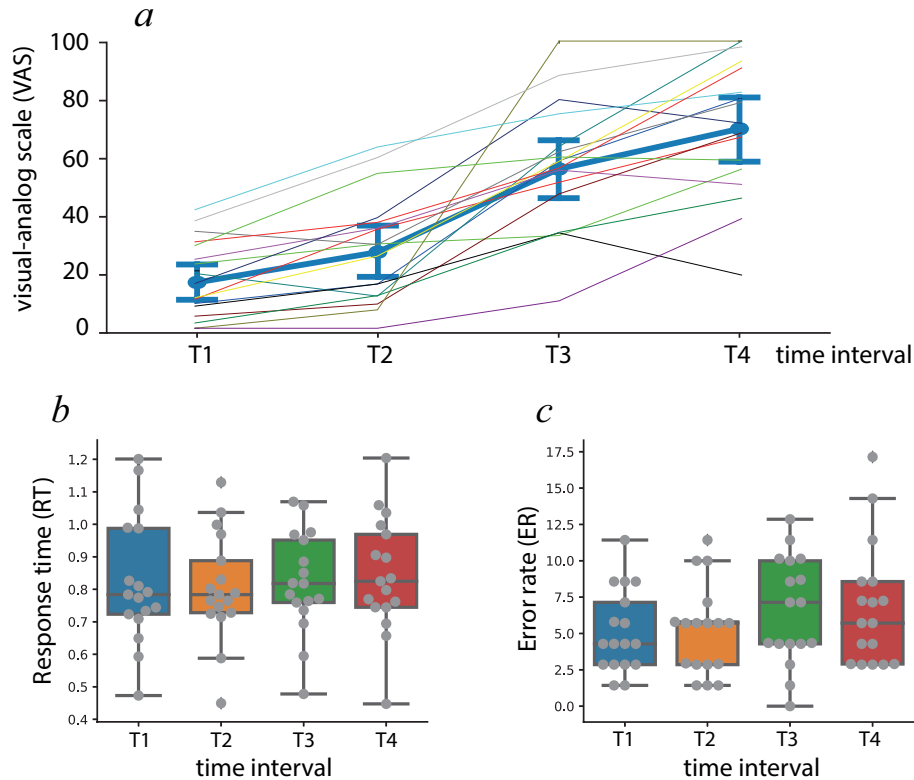 a
visual-analog scale (VAS)
100
80
60
40
20
0
T1 T2 T3 T4 time interval
b
Response time (RT)
1.2
1.1
1.0
0.9
0.8
0.7
0.6
0.5
0.4
T1 T2 T3 T4
time interval
c
Error rate (ER)
17.5
15.0
12.5
10.0
7.5
5.0
2.5
0.0
T1 T2 T3 T4
time interval